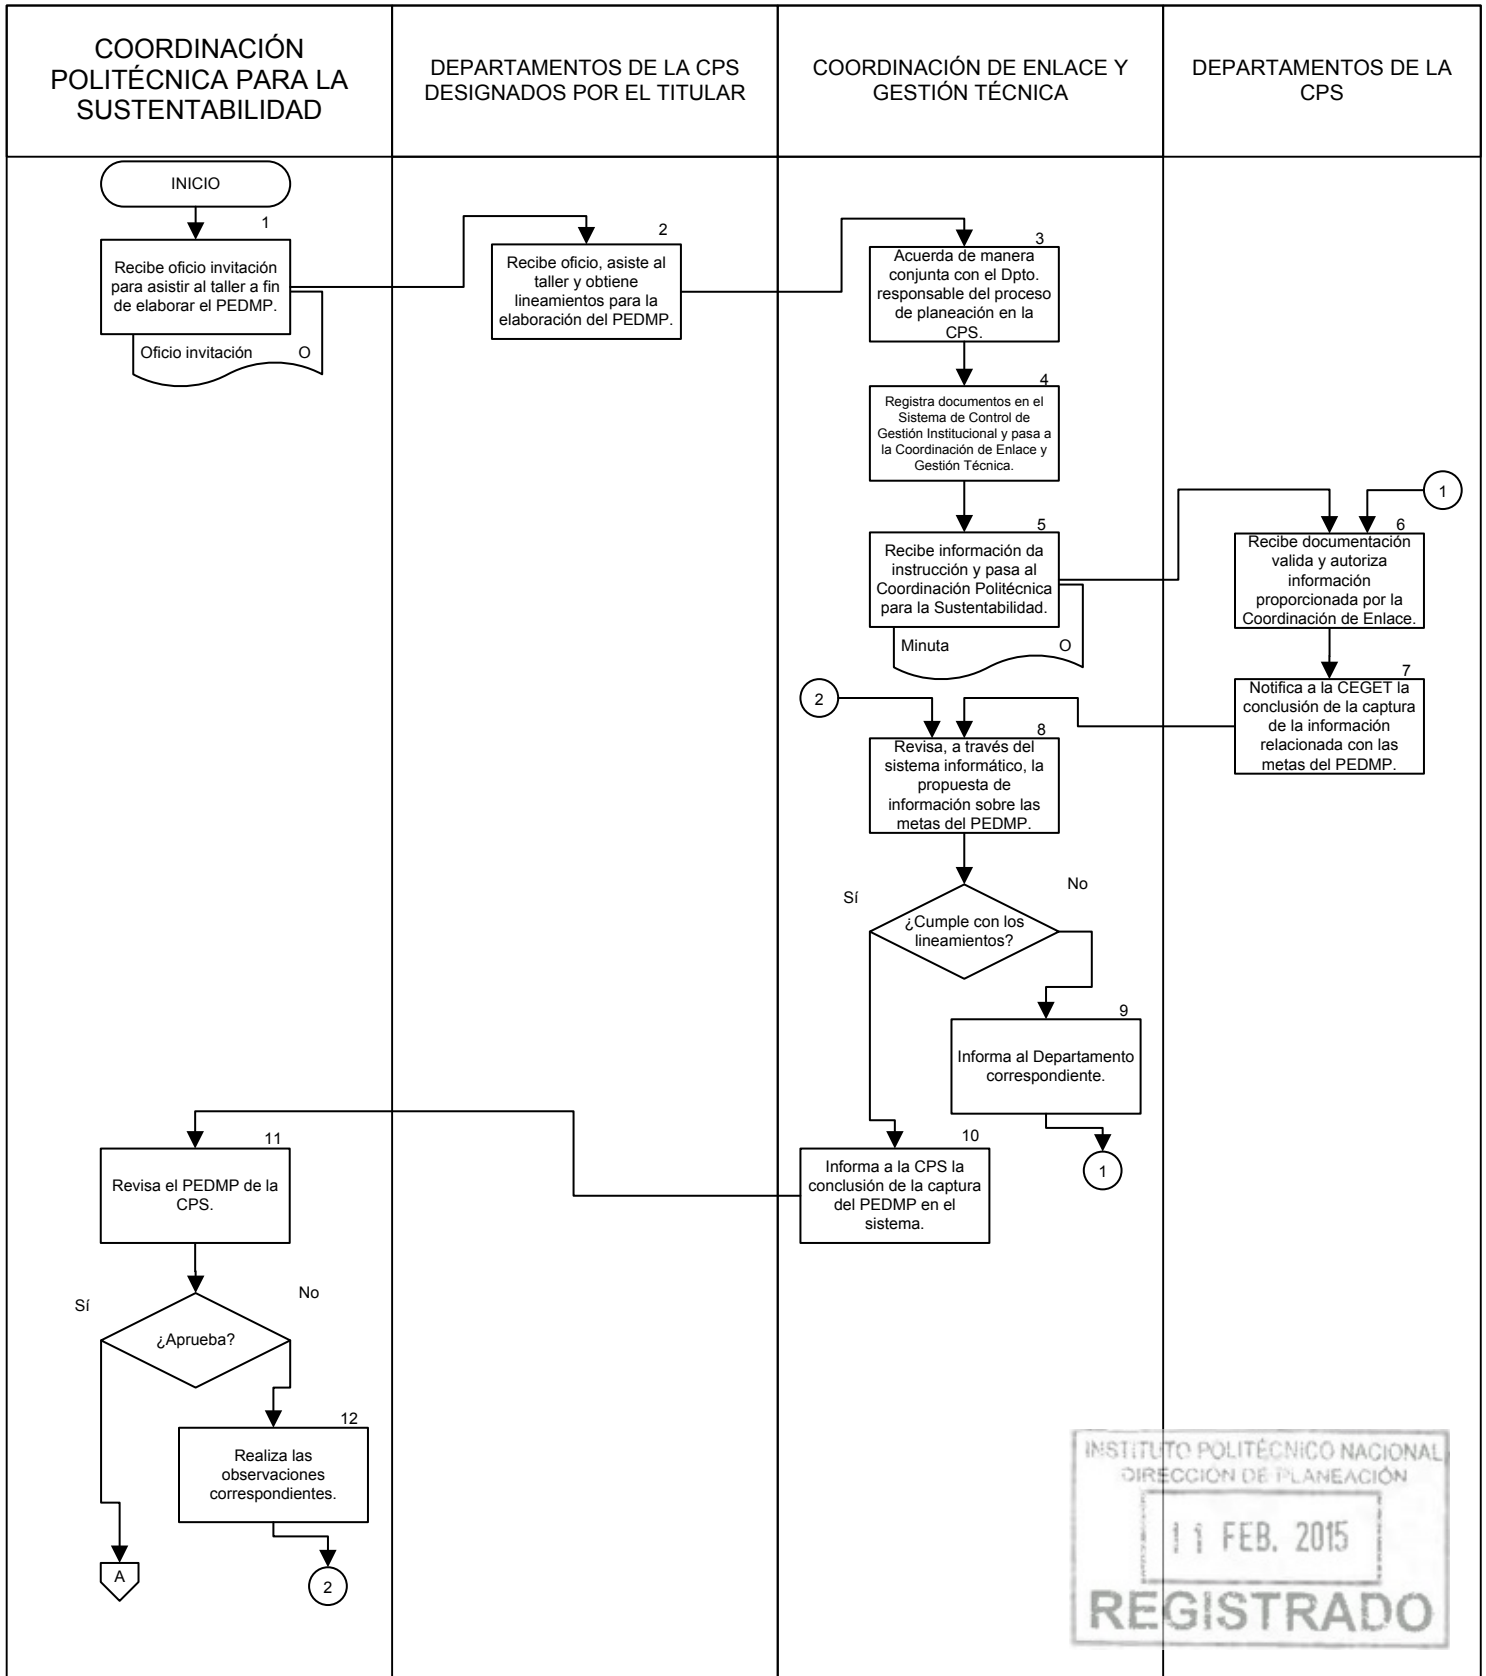 COORDINACIÓN
POLITÉCNICA PARA LA
SUSTENTABILIDAD
DEPARTAMENTOS DE LA CPS
DESIGNADOS POR EL TITULAR
COORDINACIÓN DE ENLACE Y
GESTIÓN TÉCNICA
DEPARTAMENTOS DE LA
CPS
INICIO
1
Recibe oficio invitación
para asistir al taller a fin
de elaborar el PEDMP.
Oficio invitación O
2
Recibe oficio, asiste al
taller y obtiene
lineamientos para la
elaboración del PEDMP.
3
Acuerda de manera
conjunta con el Dpto.
responsable del proceso
de planeación en la
CPS.
4
Registra documentos en el
Sistema de Control de
Gestión Institucional y pasa a
la Coordinación de Enlace y
Gestión Técnica.
5
Recibe información da
instrucción y pasa al
Coordinación Politécnica
para la Sustentabilidad.
Minuta O
1
6
Recibe documentación
valida y autoriza
información
proporcionada por la
Coordinación de Enlace.
7
Notifica a la CEGET la
conclusión de la captura
de la información
relacionada con las
metas del PEDMP.
2
8
Revisa, a través del
sistema informático, la
propuesta de
información sobre las
metas del PEDMP.
Sí
No
¿Cumple con los
lineamientos?
9
Informa al Departamento
correspondiente.
1
10
Informa a la CPS la
conclusión de la captura
del PEDMP en el
sistema.
11
Revisa el PEDMP de la
CPS.
Sí
No
¿Aprueba?
12
Realiza las
observaciones
correspondientes.
A
2
INSTITUTO POLITÉCNICO NACIONAL
DIRECCIÓN DE PLANEACIÓN
11 FEB. 2015
REGISTRADO